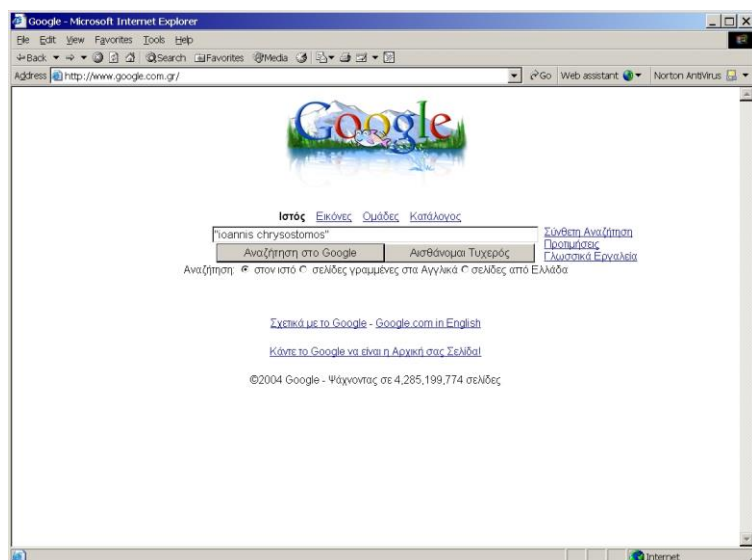 Google - Microsoft Internet Explorer
File Edit View Favorites Tools Help
Back Search Favorites Media
Address http://www.google.com.gr/ Go Web assistant Norton AntiVirus
Google
Ιστός Εικόνες Ομάδες Κατάλογος
"ioannis chrysostomos"
Σύνθετη Αναζήτηση
Προτιμήσεις
Γλωσσικά Εργαλεία
Αναζήτηση στο Google Αισθάνομαι Τυχερός
Αναζήτηση: στον ιστό σελίδες γραμμένες στα Αγγλικά σελίδες από Ελλάδα
Σχετικά με το Google - Google.com in English
Κάντε το Google να είναι η Αρχική σας Σελίδα!
©2004 Google - Ψάχνοντας σε 4,285,199,774 σελίδες
Internet